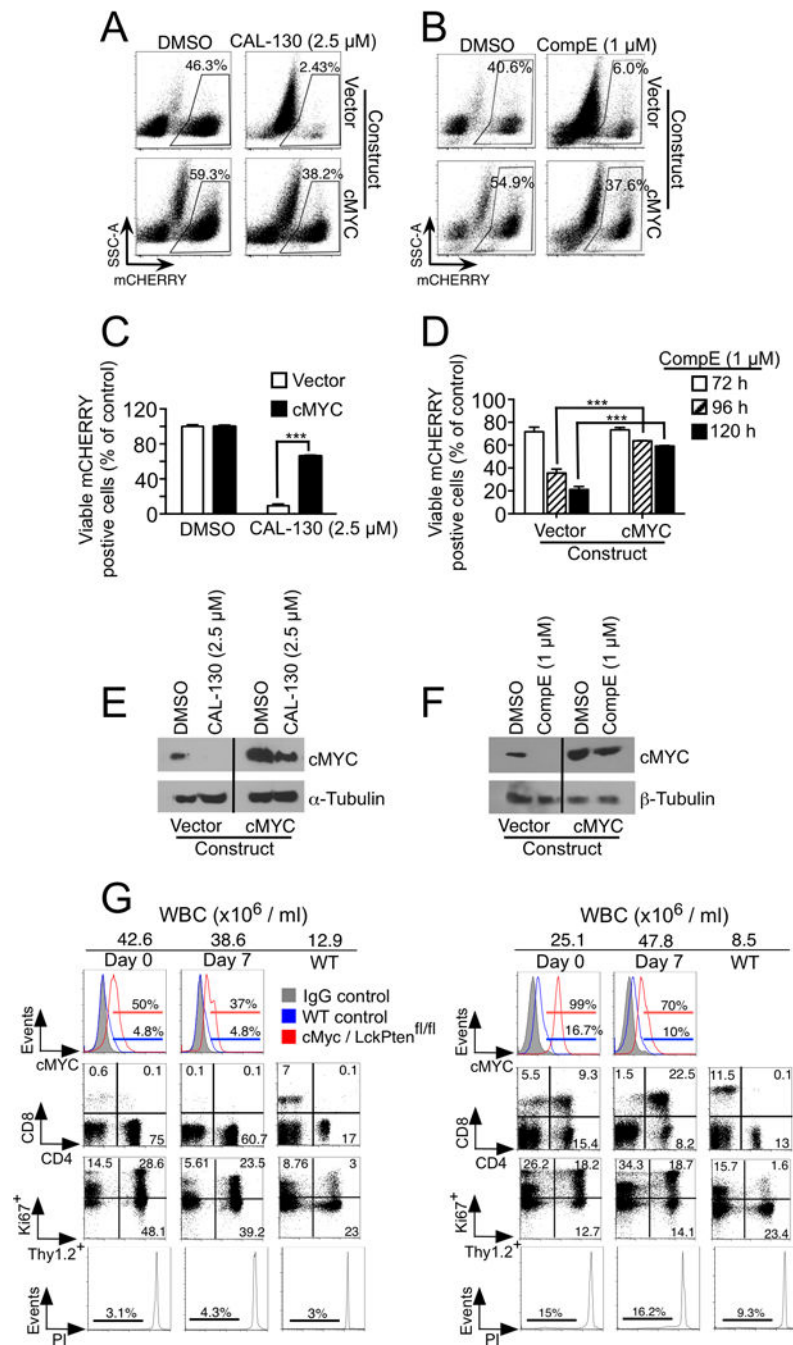 A
DMSO CAL-130 (2.5 µM)
46.3% 2.43%
Vector
59.3% 38.2%
cMYC
Construct
SSC-A
mCHERRY
B
DMSO CompE (1 µM)
40.6% 6.0%
Vector
54.9% 37.6%
cMYC
Construct
SSC-A
mCHERRY
C
Viable mCHERRY
postive cells (% of control)
120
100
80
60
40
20
0
Vector
cMYC
***
DMSO CAL-130 (2.5 µM)
D
Viable mCHERRY
postive cells (% of control)
100
80
60
40
20
0
CompE (1 µM)
72 h
96 h
120 h
***
***
Vector cMYC
Construct
E
DMSO
CAL-130 (2.5 µM)
DMSO
CAL-130 (2.5 µM)
cMYC
α-Tubulin
Vector cMYC
Construct
F
DMSO
CompE (1 µM)
DMSO
CompE (1 µM)
cMYC
β-Tubulin
Vector cMYC
Construct
G
WBC (x10⁶ / ml)
42.6 38.6 12.9
Day 0 Day 7 WT
50% 37%
4.8% 4.8%
Events
cMYC
IgG control
WT control
cMyc / LckPten^fl/fl
0.6 0.1 0.1 0.1 7 0.1
75 60.7 17
CD8
CD4
14.5 28.6 5.61 23.5 8.76 3
48.1 39.2 23
Ki67⁺
Thy1.2⁺
3.1% 4.3% 3%
Events
PI
WBC (x10⁶ / ml)
25.1 47.8 8.5
Day 0 Day 7 WT
99% 70%
16.7% 10%
Events
cMYC
5.5 9.3 1.5 22.5 11.5 0.1
15.4 8.2 13
CD8
CD4
26.2 18.2 34.3 18.7 15.7 1.6
12.7 14.1 23.4
Ki67⁺
Thy1.2⁺
15% 16.2% 9.3%
Events
PI